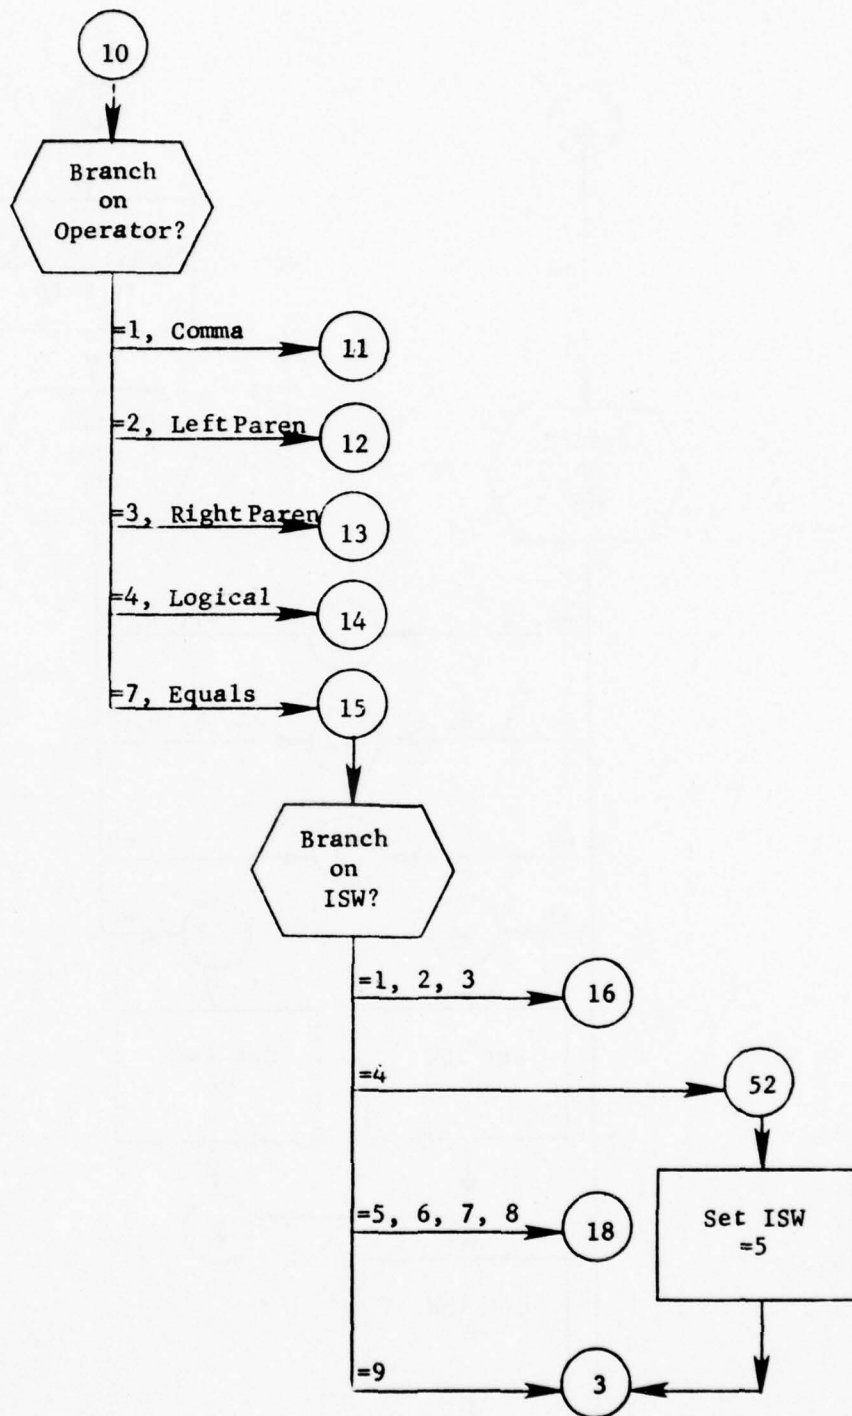 10
Branch
on
Operator?
=1, Comma
11
=2, Left Paren
12
=3, Right Paren
13
=4, Logical
14
=7, Equals
15
Branch
on
ISW?
=1, 2, 3
16
=4
52
=5, 6, 7, 8
18
Set ISW
=5
=9
3